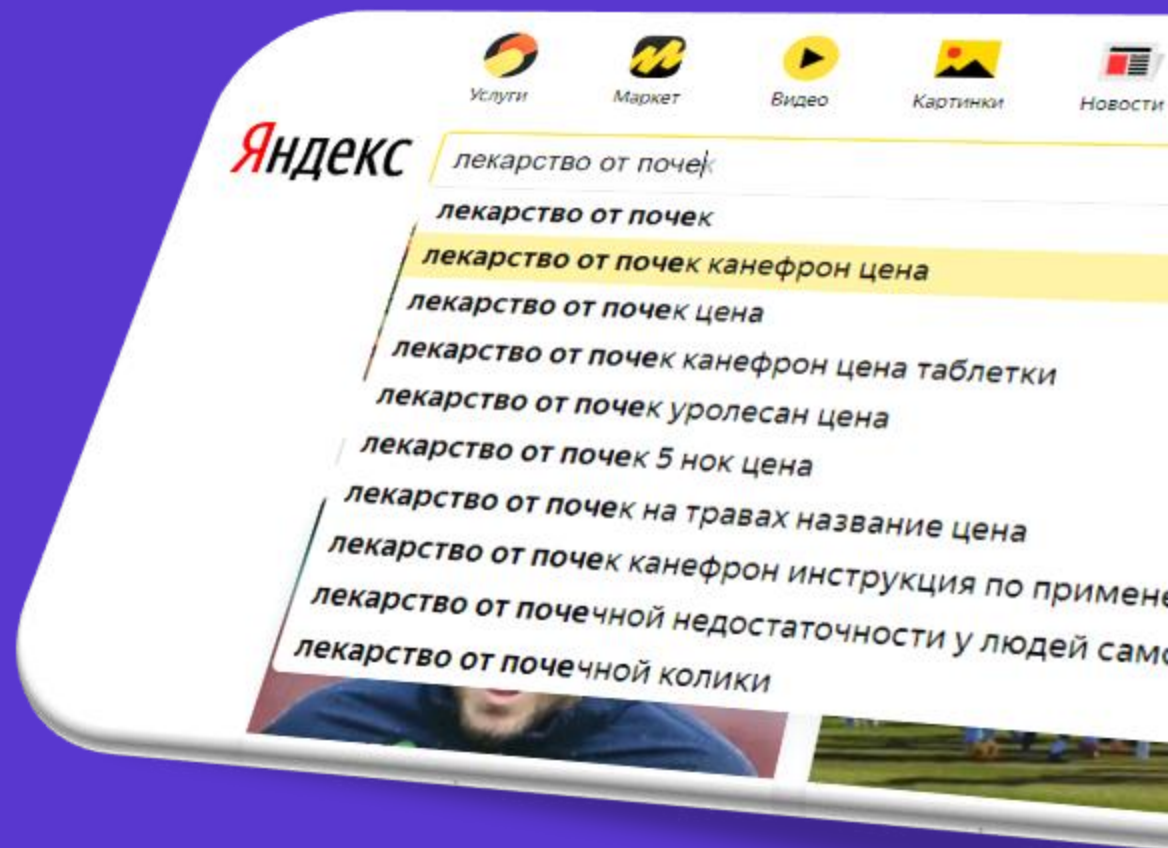 Услуги
Маркет
Видео
Картинки
Новости
Яндекс
лекарство от почек
лекарство от почек
лекарство от почек канефрон цена
лекарство от почек цена
лекарство от почек канефрон цена таблетки
лекарство от почек уролесан цена
лекарство от почек 5 нок цена
лекарство от почек на травах название цена
лекарство от почек канефрон инструкция по примене
лекарство от почечной недостаточности у людей само
лекарство от почечной колики